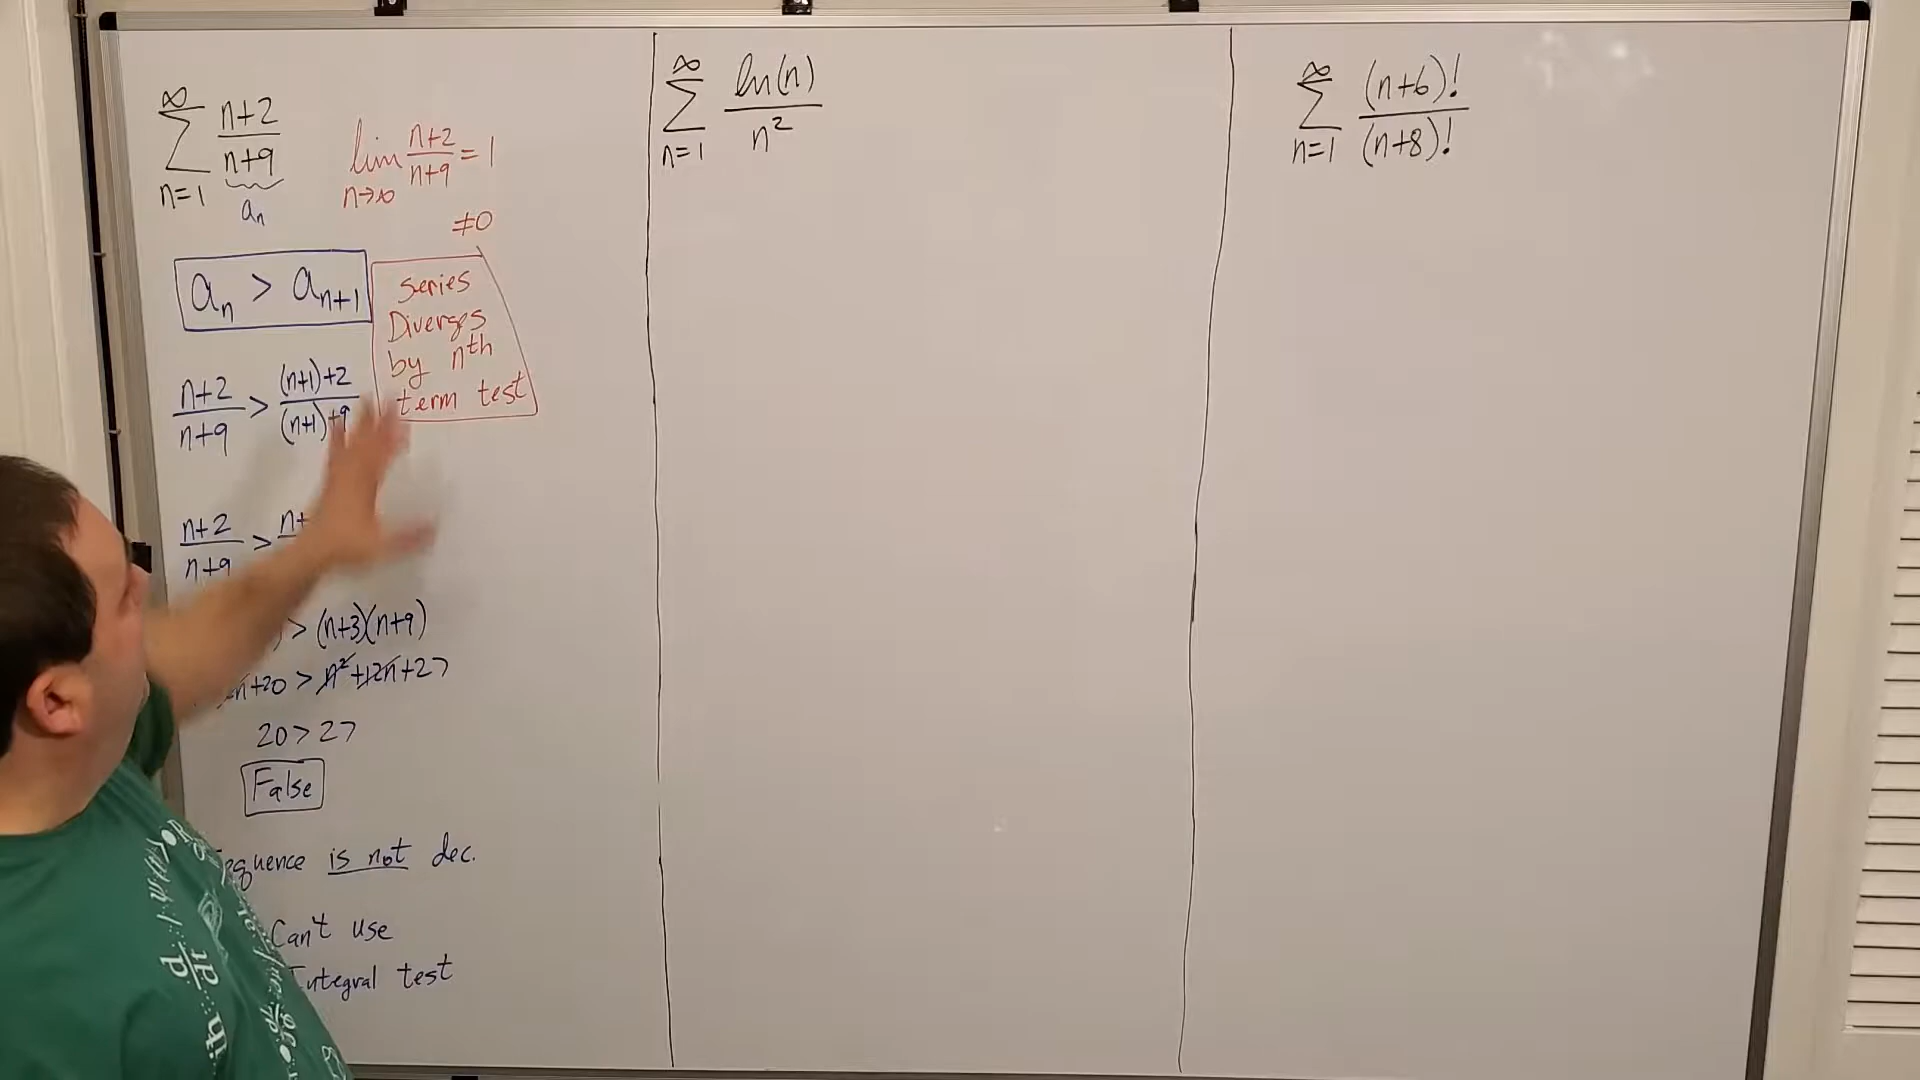 ∞
Σ n+2/n+9
n=1
aₙ
lim n+2/n+9 = 1
n→∞
≠0
aₙ > aₙ₊₁
Series
Diverges
by nᵗʰ
term test
n+2/n+9 > (n+1)+2/(n+1)+9
n+2/n+9 > n+
> (n+3)(n+9)
n+20 > n²+12n+27
20 > 27
False
is not dec.
Can't use
Integral test
∞
Σ ln(n)/n²
n=1
∞
Σ (n+6)!/(n+8)!
n=1